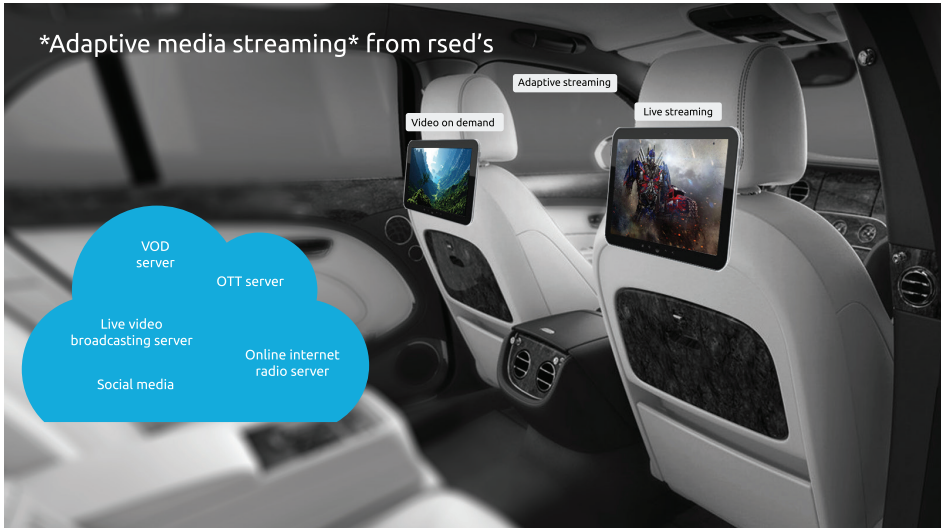 *Adaptive media streaming* from rsed's
Adaptive streaming
Live streaming
Video on demand
VOD
server
OTT server
Live video
broadcasting server
Online internet
radio server
Social media